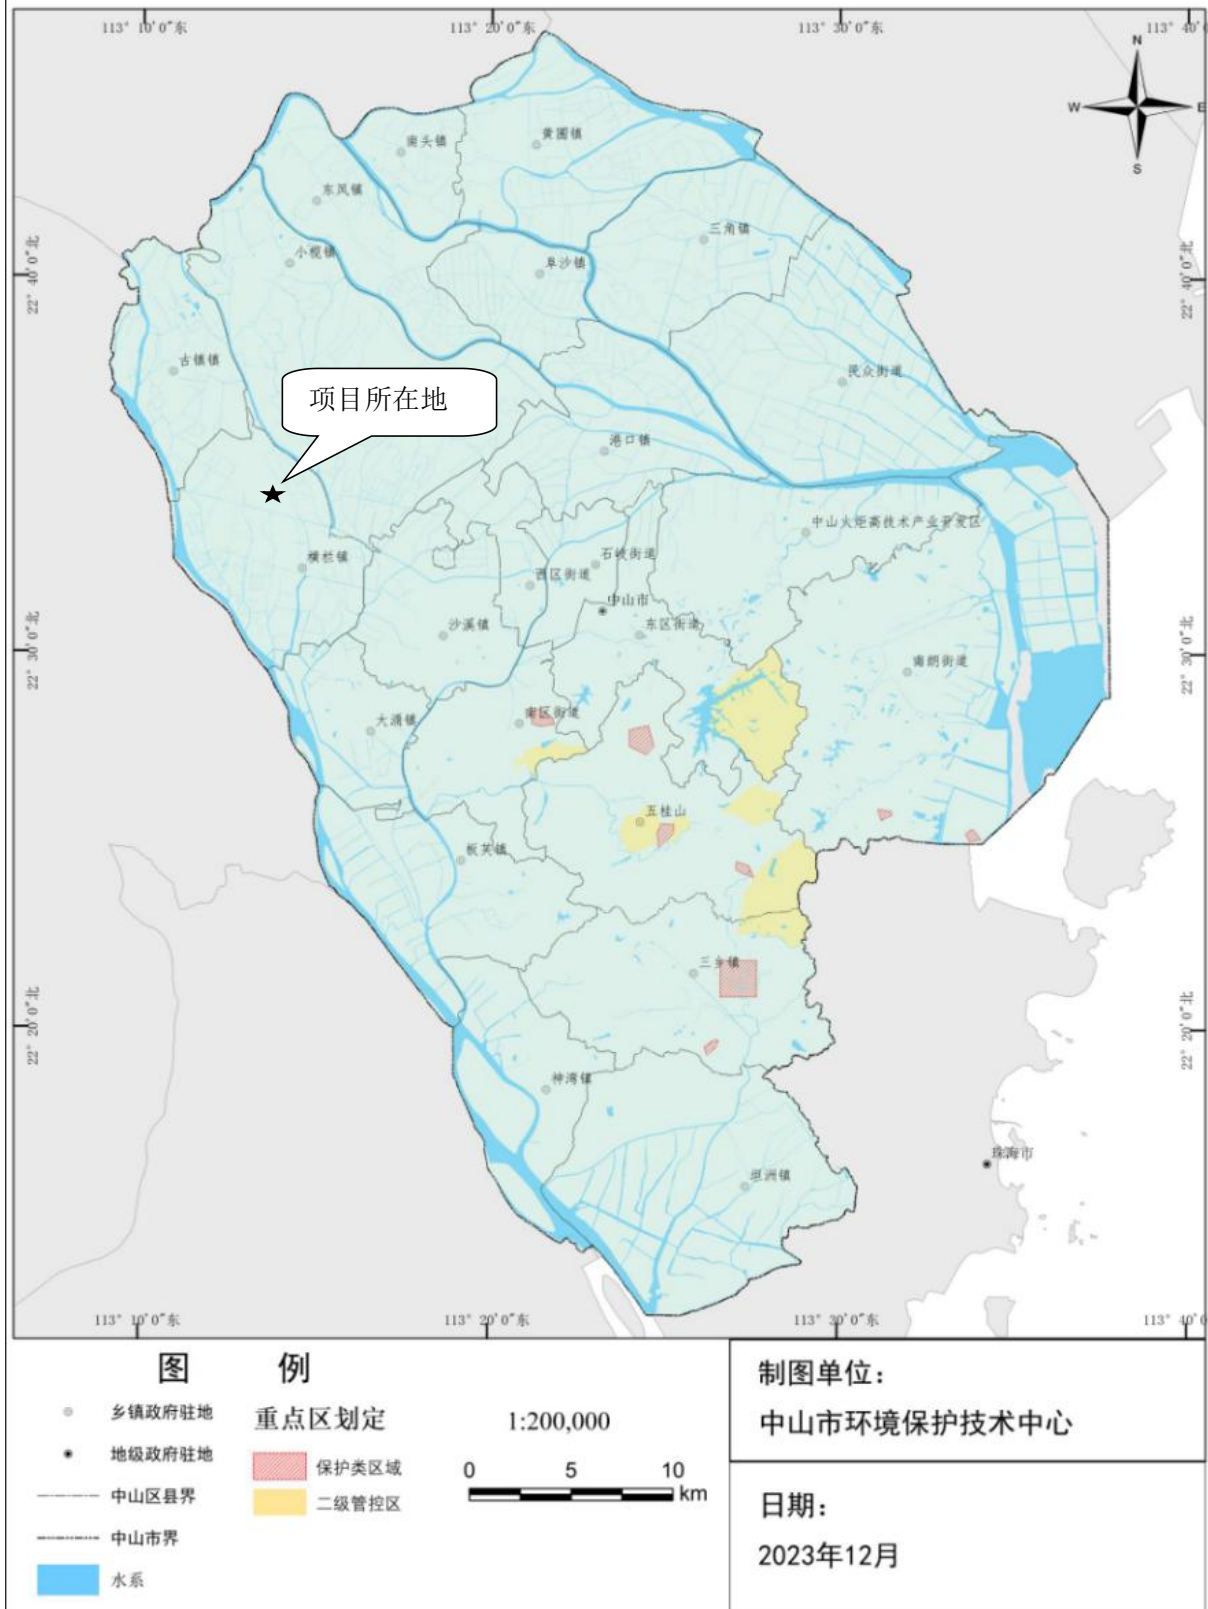 113° 10′0″东
113° 20′0″东
113° 30′0″东
113° 40′0
N
W
E
S
南头镇
黄圃镇
东凤镇
三角镇
小榄镇
阜沙镇
22° 40′0″北
22° 40′0″北
古镇镇
民众街道
项目所在地
港口镇
中山火炬高技术产业开发区
横栏镇
石岐街道
西区街道
中山市
沙溪镇
东区街道
22° 30′0″北
22° 30′0″北
南朗街道
大涌镇
南区街道
五桂山
板芙镇
三乡镇
22° 20′0″北
22° 20′0″北
神湾镇
珠海市
坦洲镇
113° 10′0″东
113° 20′0″东
113° 30′0″东
113° 40′0
图 例
乡镇政府驻地
地级政府驻地
中山区县界
中山市界
水系
重点区划定
保护类区域
二级管控区
1:200,000
0 5 10
km
制图单位：
中山市环境保护技术中心
日期：
2023年12月